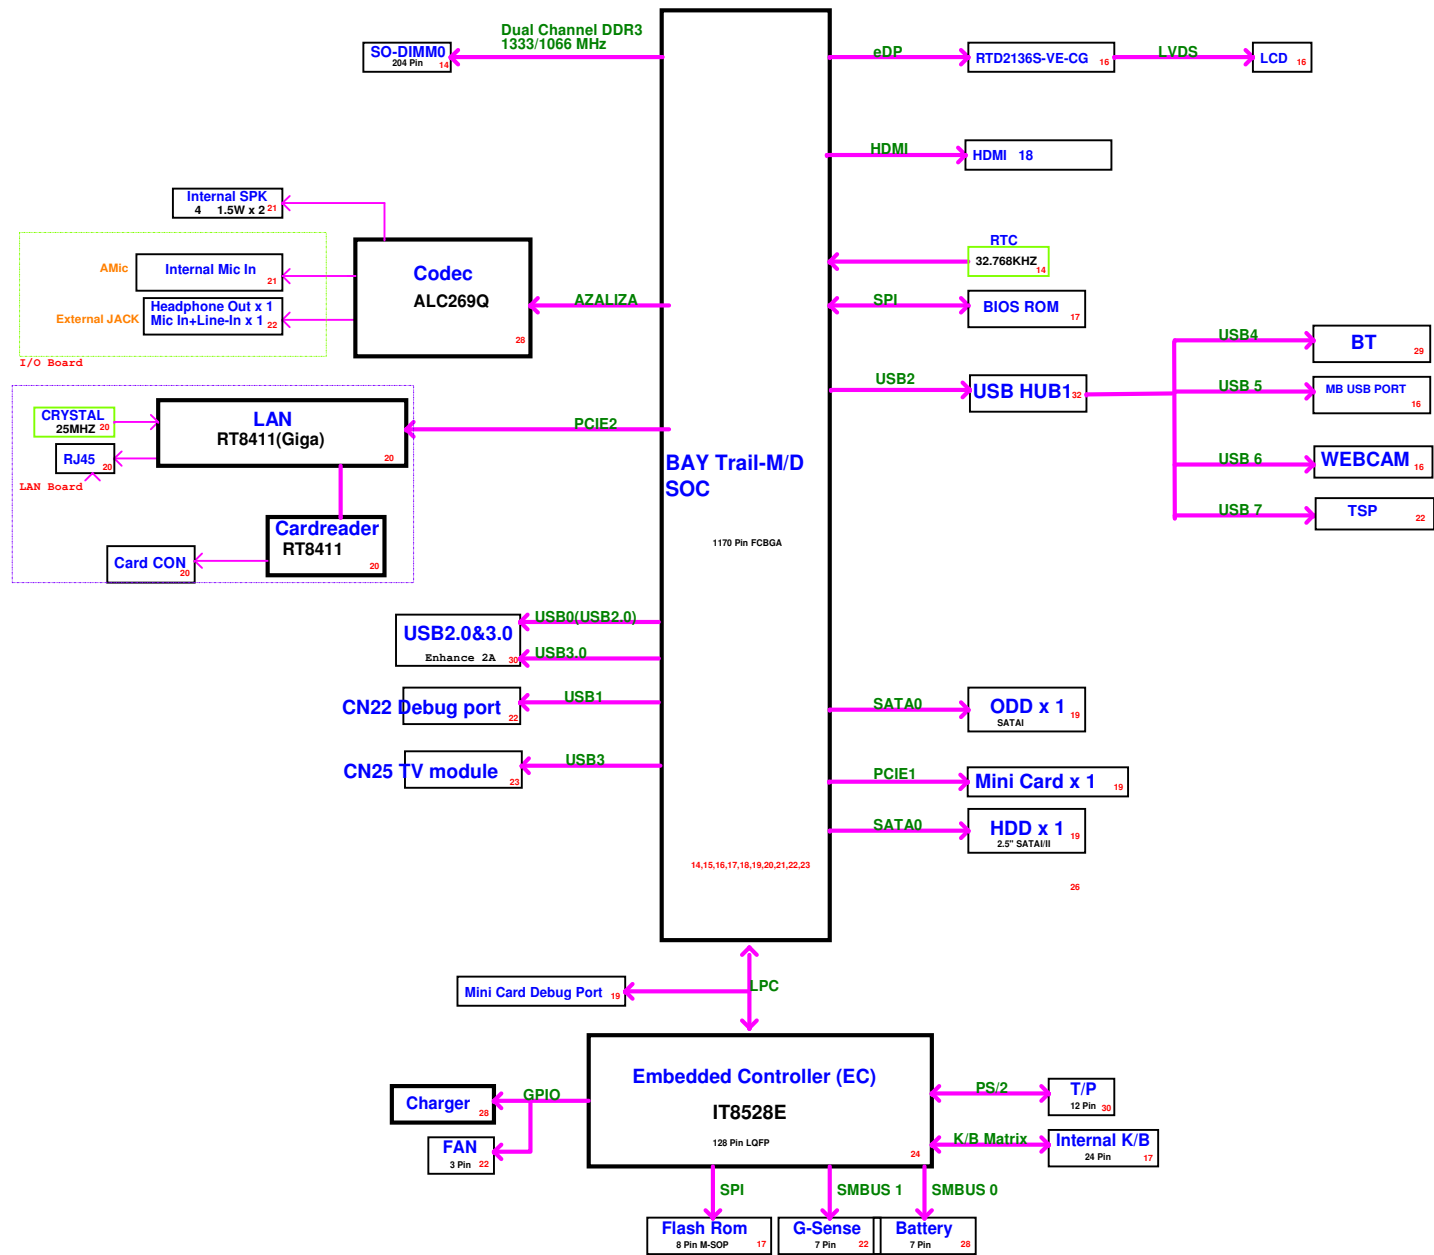 Dual Channel DDR3
1333/1066 MHz
SO-DIMM0
204 Pin
14
eDP
RTD2136S-VE-CG
16
LVDS
LCD
16
HDMI
HDMI 18
Internal SPK
4 1.5W x 2
21
RTC
32.768KHZ
14
AMic
Internal Mic In
21
Codec
ALC269Q
28
AZALIZA
SPI
BIOS ROM
17
External JACK
Headphone Out x 1
Mic In+Line-In x 1
22
I/O Board
USB2
USB HUB1
32
USB4
BT
29
USB 5
MB USB PORT
16
USB 6
WEBCAM
16
USB 7
TSP
22
CRYSTAL
25MHZ
20
LAN
RT8411(Giga)
20
PCIE2
RJ45
20
LAN Board
BAY Trail-M/D
SOC
1170 Pin FCBGA
Cardreader
RT8411
20
Card CON
20
USB2.0&3.0
Enhance 2A
30
USB0(USB2.0)
USB3.0
CN22 Debug port
22
USB1
CN25 TV module
23
USB3
SATA0
ODD x 1
SATAI
19
PCIE1
Mini Card x 1
19
SATA0
HDD x 1
2.5" SATAI/II
19
14,15,16,17,18,19,20,21,22,23
26
Mini Card Debug Port
19
LPC
Embedded Controller (EC)
IT8528E
128 Pin LQFP
24
Charger
28
GPIO
FAN
3 Pin
22
PS/2
T/P
12 Pin
30
K/B Matrix
Internal K/B
24 Pin
17
SPI
SMBUS 1
SMBUS 0
Flash Rom
8 Pin M-SOP
17
G-Sense
7 Pin
22
Battery
7 Pin
28